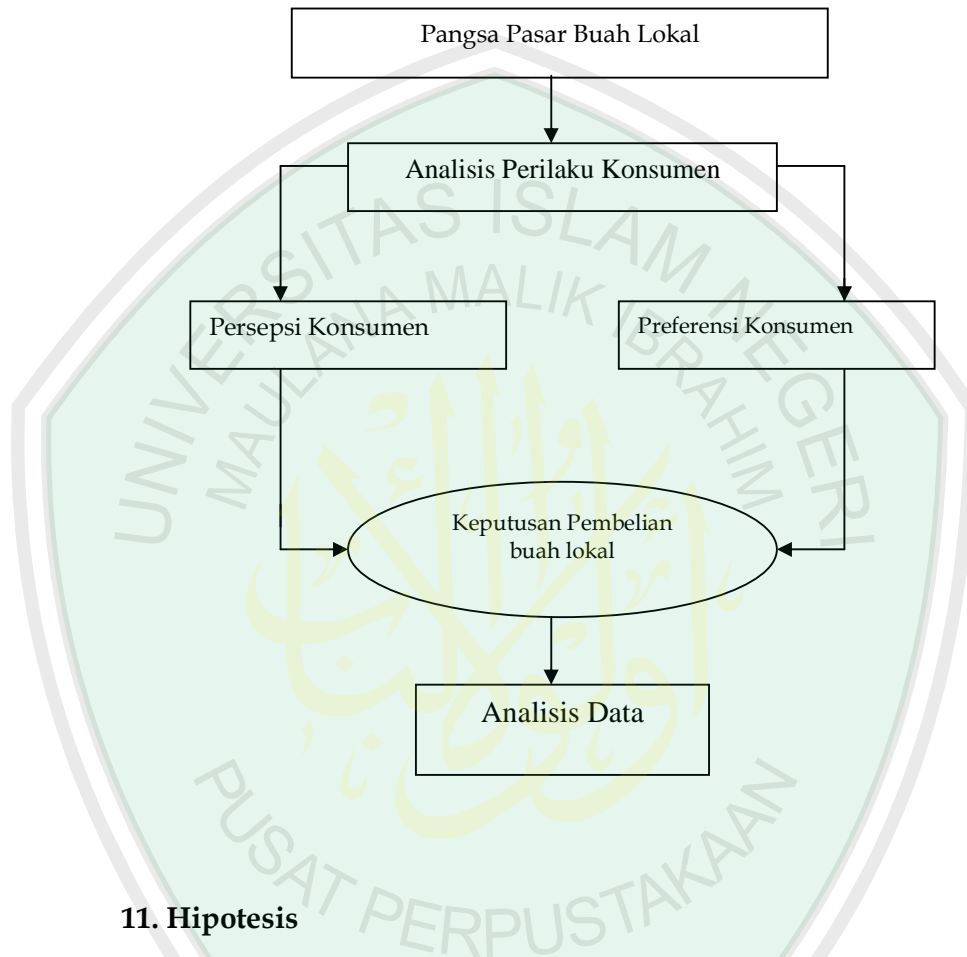 Pangsa Pasar Buah Lokal
Analisis Perilaku Konsumen
Persepsi Konsumen
Preferensi Konsumen
Keputusan Pembelian
buah lokal
Analisis Data
11. Hipotesis
UNIVERSITAS ISLAM NEGERI
MAULANA MALIK IBRAHIM
PUSAT PERPUSTAKAAN